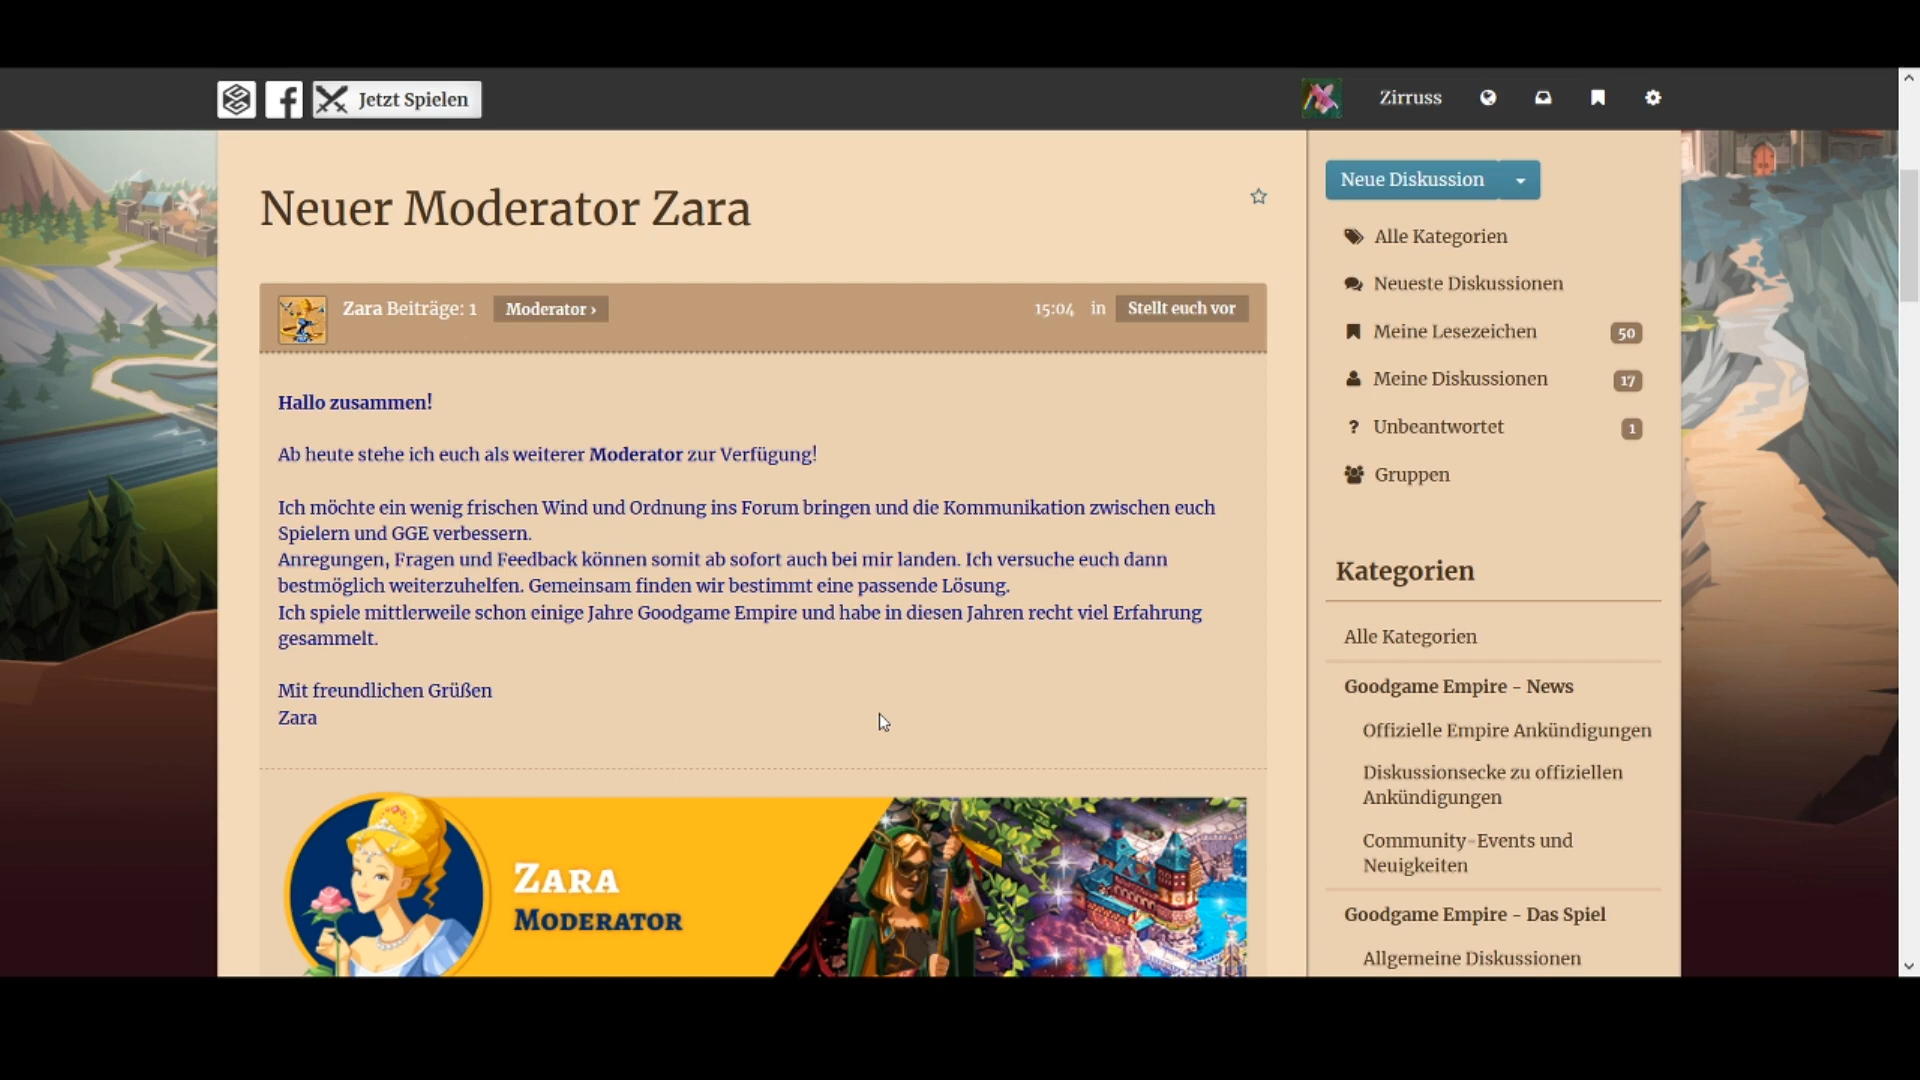 Jetzt Spielen
Zirruss
Neuer Moderator Zara
Zara Beiträge: 1 Moderator › 15:04 in Stellt euch vor
Hallo zusammen!
Ab heute stehe ich euch als weiterer Moderator zur Verfügung!
Ich möchte ein wenig frischen Wind und Ordnung ins Forum bringen und die Kommunikation zwischen euch
Spielern und GGE verbessern.
Anregungen, Fragen und Feedback können somit ab sofort auch bei mir landen. Ich versuche euch dann
bestmöglich weiterzuhelfen. Gemeinsam finden wir bestimmt eine passende Lösung.
Ich spiele mittlerweile schon einige Jahre Goodgame Empire und habe in diesen Jahren recht viel Erfahrung
gesammelt.
Mit freundlichen Grüßen
Zara
ZARA
MODERATOR
Neue Diskussion
Alle Kategorien
Neueste Diskussionen
Meine Lesezeichen 50
Meine Diskussionen 17
? Unbeantwortet 1
Gruppen
Kategorien
Alle Kategorien
Goodgame Empire - News
Offizielle Empire Ankündigungen
Diskussionsecke zu offiziellen
Ankündigungen
Community-Events und
Neuigkeiten
Goodgame Empire - Das Spiel
Allgemeine Diskussionen